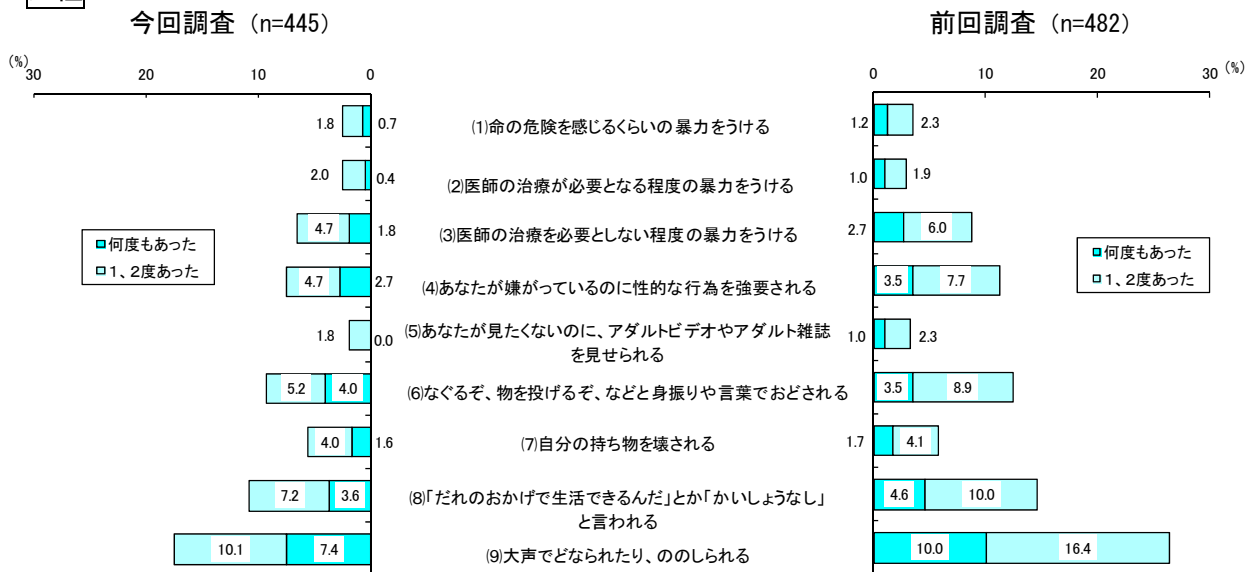 今回調査 (n=445)
前回調査 (n=482)
(%)
30 20 10 0
0 10 20 30
(%)
1.8 0.7 ⑴命の危険を感じるくらいの暴力をうける 1.2 2.3
2.0 0.4 ⑵医師の治療が必要となる程度の暴力をうける 1.0 1.9
4.7 1.8 ⑶医師の治療を必要としない程度の暴力をうける 2.7 6.0
何度もあった
1、2度あった
何度もあった
1、2度あった
4.7 2.7 ⑷あなたが嫌がっているのに性的な行為を強要される 3.5 7.7
1.8 0.0 ⑸あなたが見たくないのに、アダルトビデオやアダルト雑誌
を見せられる 1.0 2.3
5.2 4.0 ⑹なぐるぞ、物を投げるぞ、などと身振りや言葉でおどされる 3.5 8.9
4.0 1.6 ⑺自分の持ち物を壊される 1.7 4.1
7.2 3.6 ⑻「だれのおかげで生活できるんだ」とか「かいしょうなし」
と言われる 4.6 10.0
10.1 7.4 ⑼大声でどなられたり、ののしられる 10.0 16.4